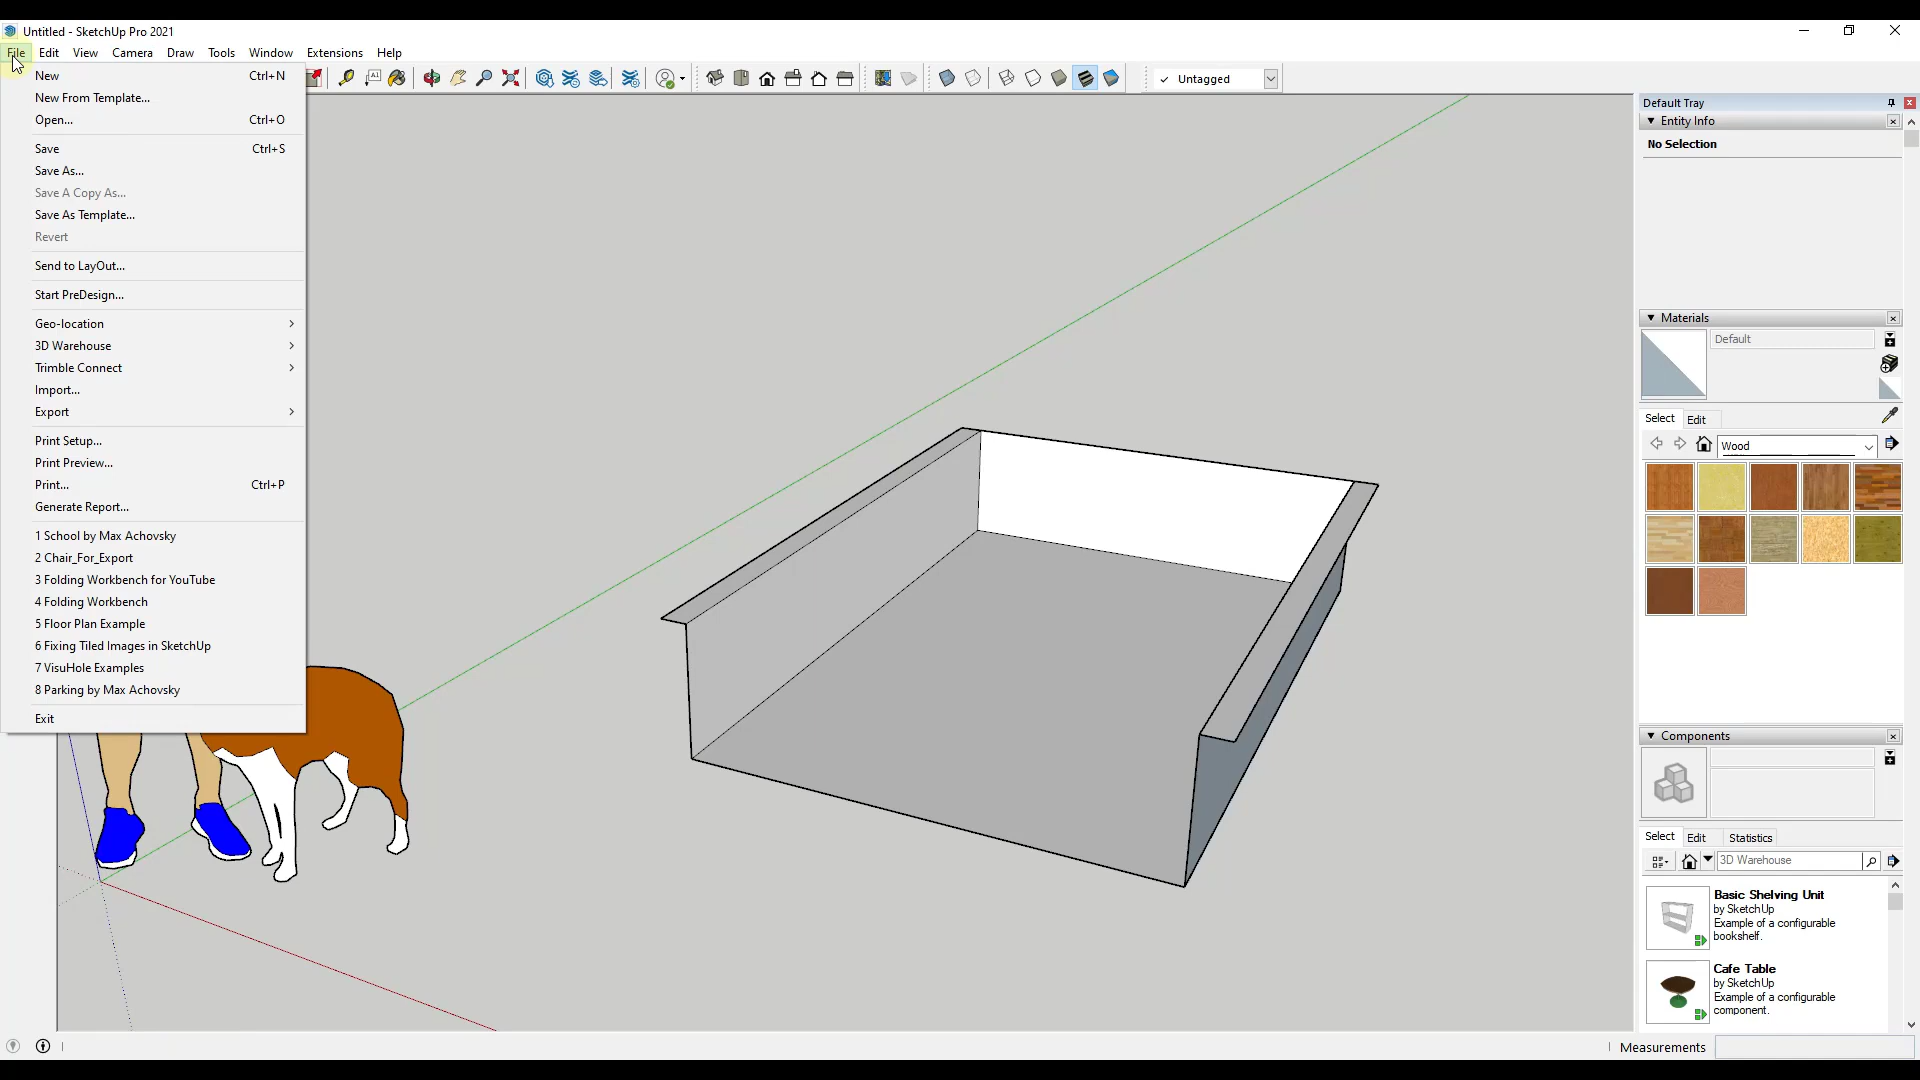 Untitled - SketchUp Pro 2021
File Edit View Camera Draw Tools Window Extensions Help
New Ctrl+N
New From Template...
Open... Ctrl+O
Save Ctrl+S
Save As...
Save A Copy As...
Save As Template...
Revert
Send to LayOut...
Start PreDesign...
Geo-location
3D Warehouse
Trimble Connect
Import...
Export
Print Setup...
Print Preview...
Print... Ctrl+P
Generate Report...
1 School by Max Achovsky
2 Chair_For_Export
3 Folding Workbench for YouTube
4 Folding Workbench
5 Floor Plan Example
6 Fixing Tiled Images in SketchUp
7 VisuHole Examples
8 Parking by Max Achovsky
Exit
A1
Untagged
Default Tray
Entity Info
No Selection
Materials
Default
Select Edit
Wood
Components
Select Edit Statistics
3D Warehouse
Basic Shelving Unit
by SketchUp
Example of a configurable
bookshelf.
Cafe Table
by SketchUp
Example of a configurable
component.
Measurements